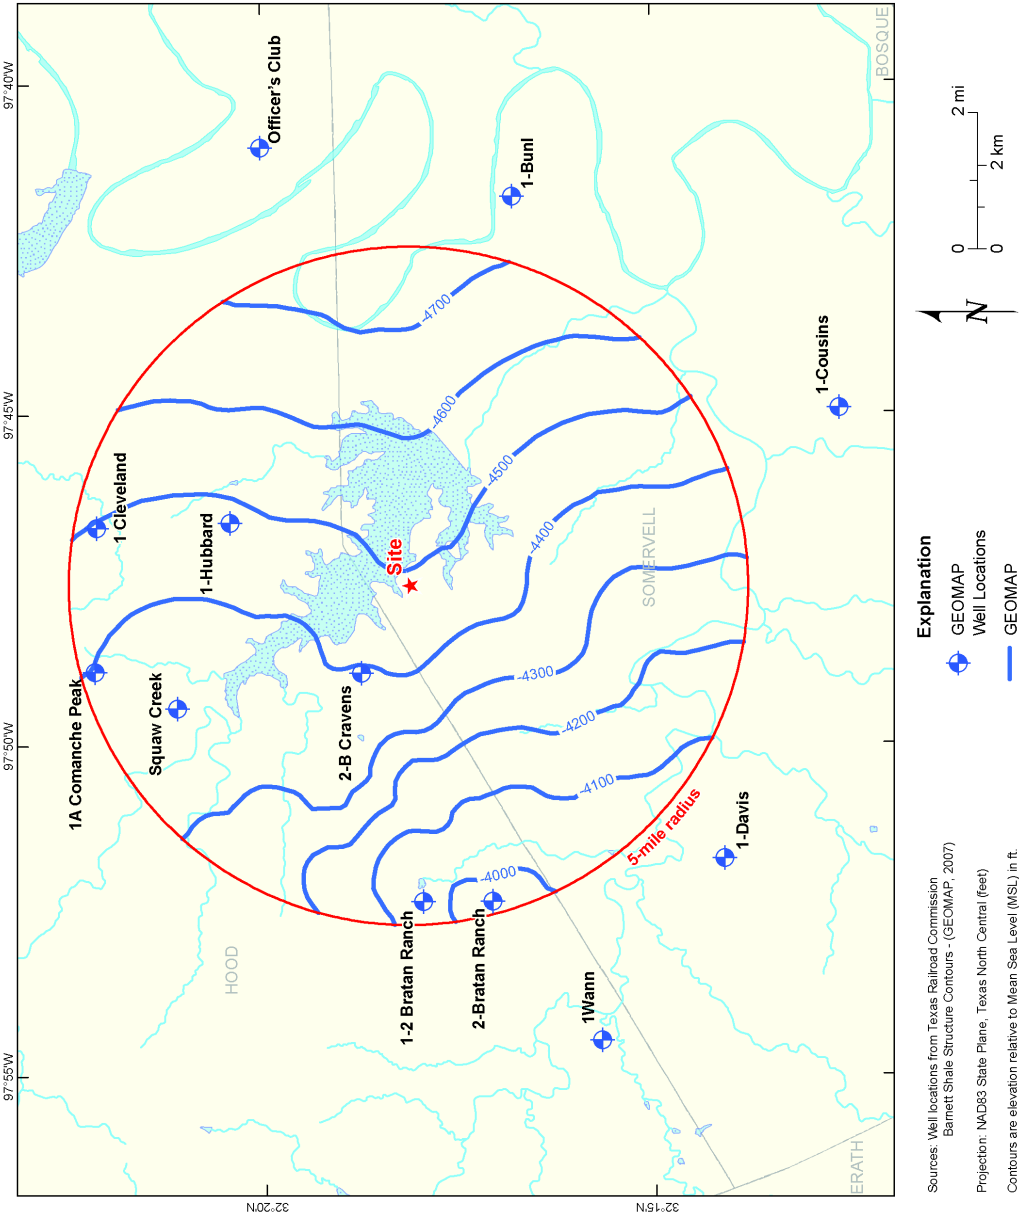 97°55'W
97°50'W
97°45'W
97°40'W
32°20'N
32°15'N
HOOD
SOMERVELL
ERATH
BOSQUE
1A Comanche Peak
1 Cleveland
Squaw Creek
1-Hubbard
Officer's Club
2-B Cravens
Site
1-2 Bratan Ranch
2-Bratan Ranch
1-Bunl
1Wann
1-Davis
1-Cousins
5-mile radius
-4000
-4100
-4200
-4300
-4400
-4500
-4600
-4700
Sources: Well locations from Texas Railroad Commission
Barnett Shale Structure Contours - (GEOMAP, 2007)
Projection: NAD83 State Plane, Texas North Central (feet)
Contours are elevation relative to Mean Sea Level (MSL) in ft.
Explanation
GEOMAP
Well Locations
GEOMAP
N
0 2 mi
0 2 km